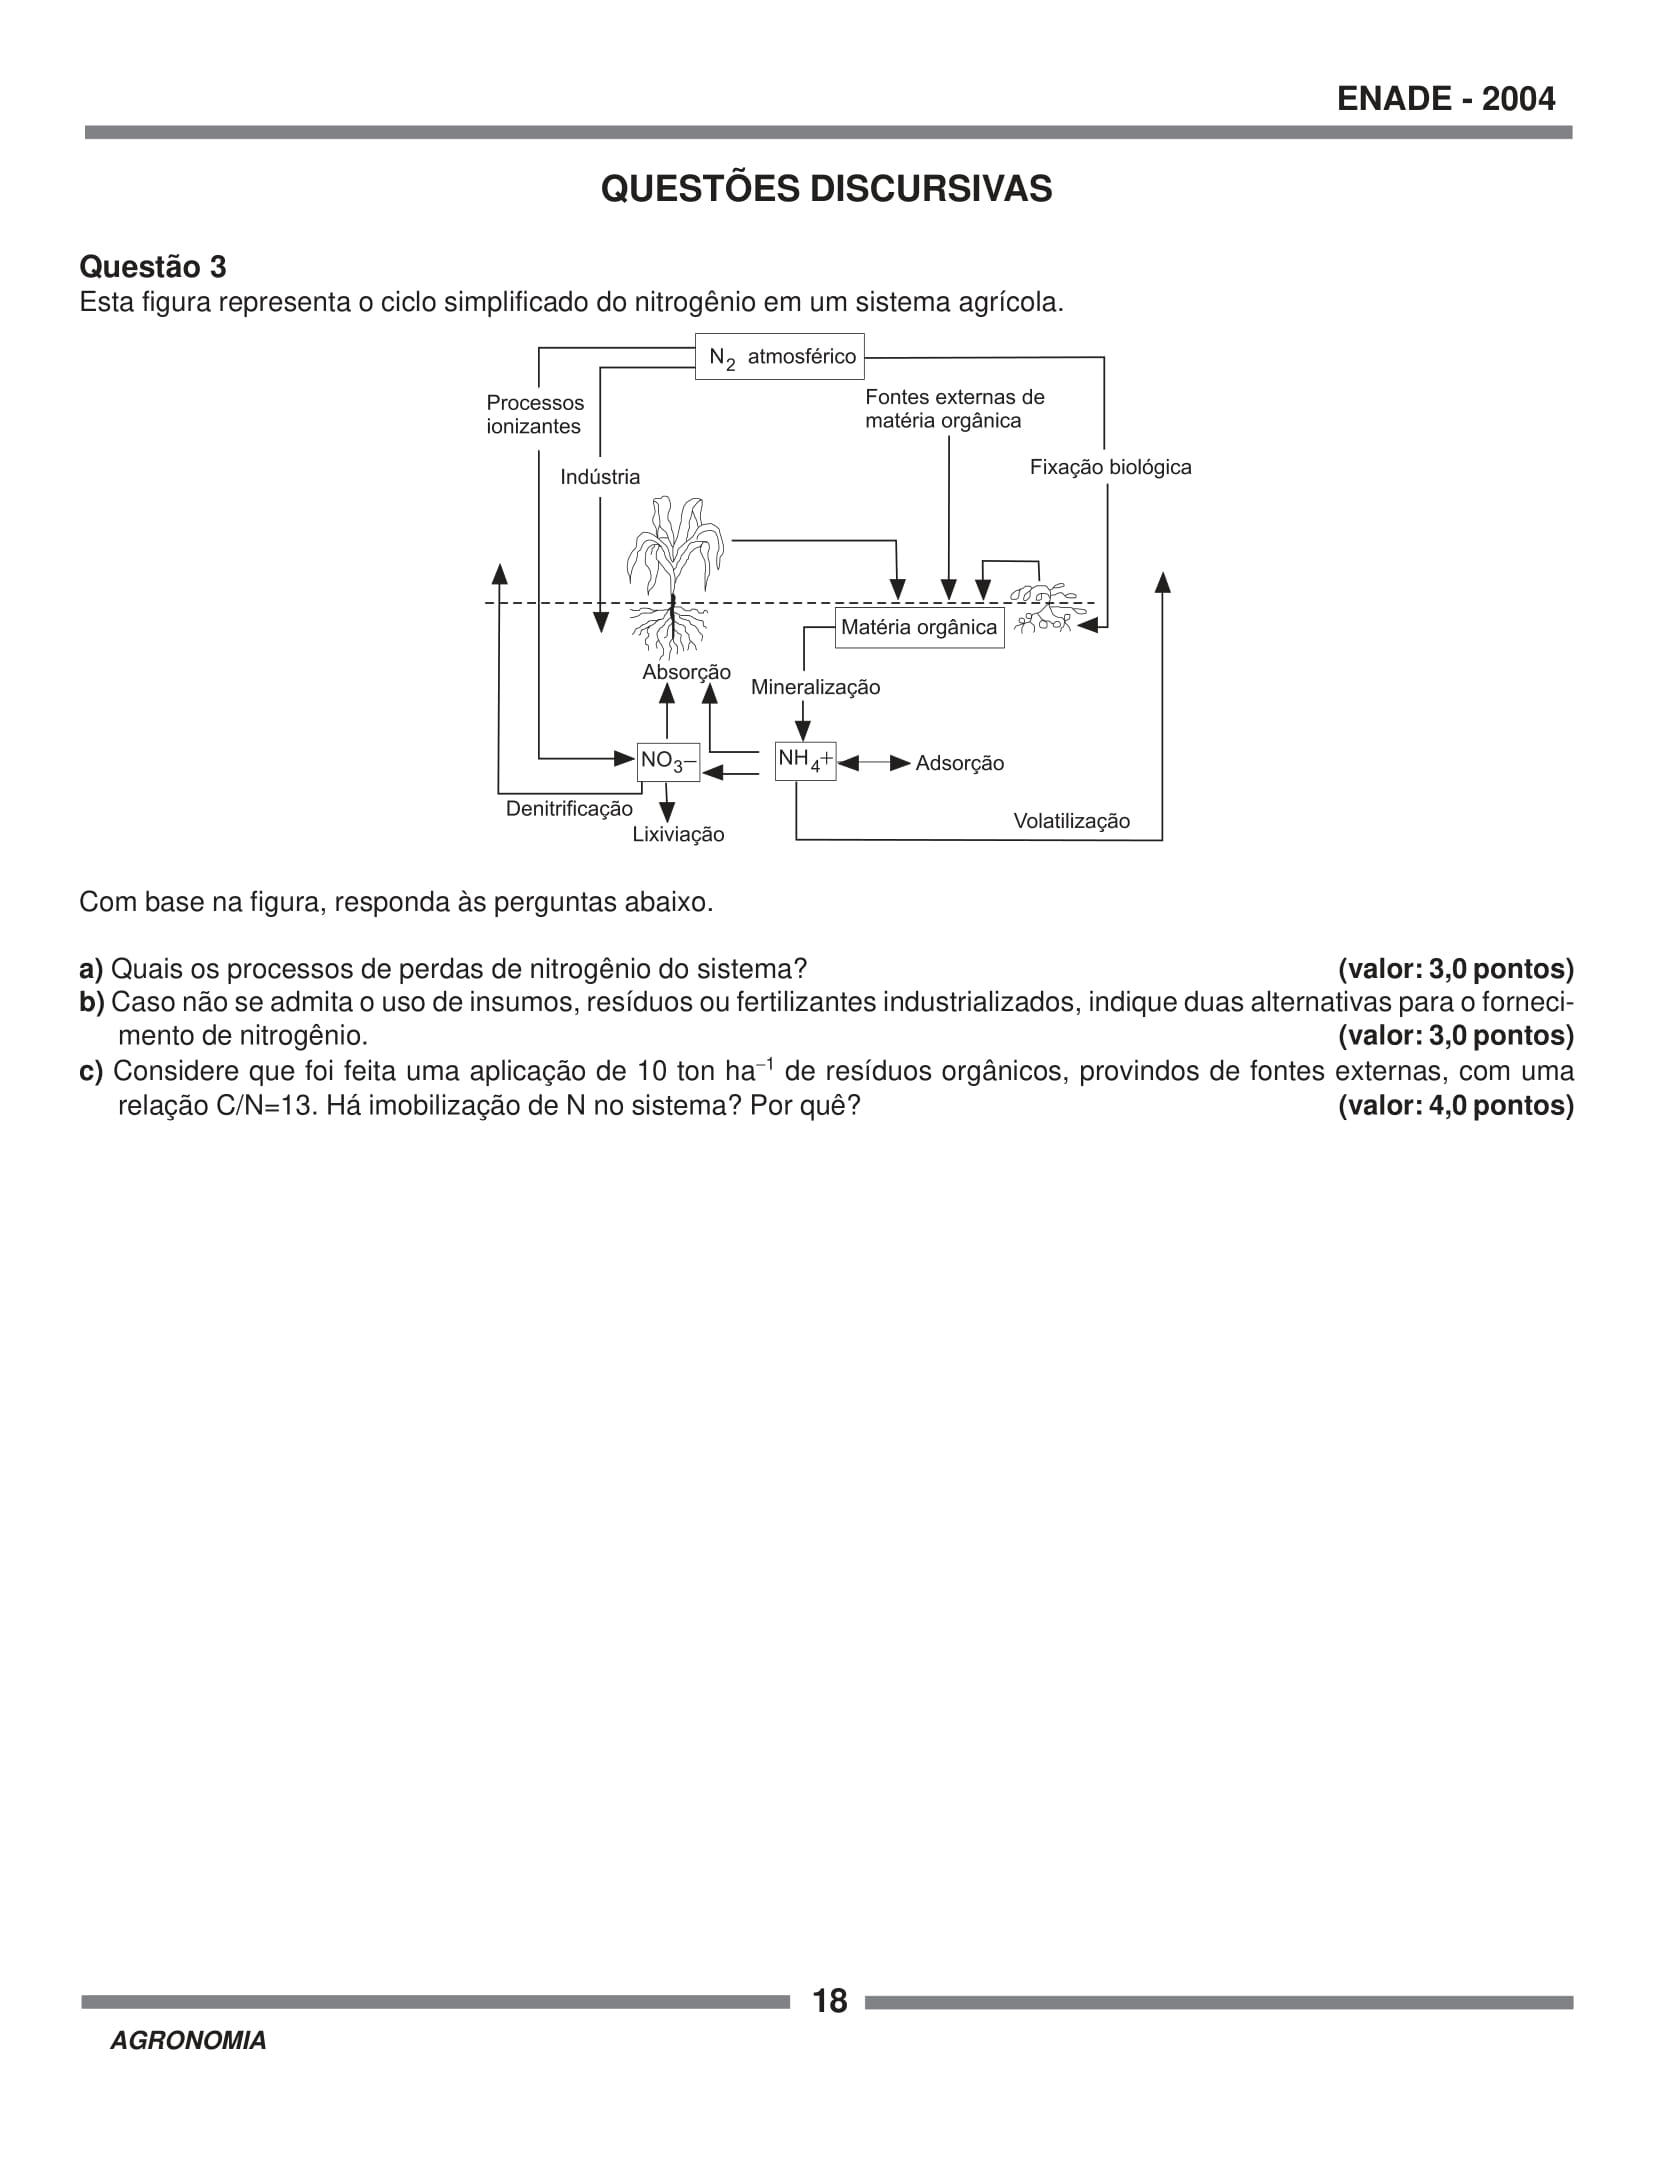 ENADE - 2004
QUESTÕES DISCURSIVAS
Questão 3
Esta figura representa o ciclo simplificado do nitrogênio em um sistema agrícola.
N2 atmosférico
Processos
ionizantes
Fontes externas de
matéria orgânica
Indústria
Fixação biológica
Matéria orgânica
Absorção
Mineralização
NO3–
NH4+
Adsorção
Denitrificação
Lixiviação
Volatilização
Com base na figura, responda às perguntas abaixo.
a) Quais os processos de perdas de nitrogênio do sistema? (valor: 3,0 pontos)
b) Caso não se admita o uso de insumos, resíduos ou fertilizantes industrializados, indique duas alternativas para o forneci-
mento de nitrogênio. (valor: 3,0 pontos)
c) Considere que foi feita uma aplicação de 10 ton ha–1 de resíduos orgânicos, provindos de fontes externas, com uma
relação C/N=13. Há imobilização de N no sistema? Por quê? (valor: 4,0 pontos)
18
AGRONOMIA